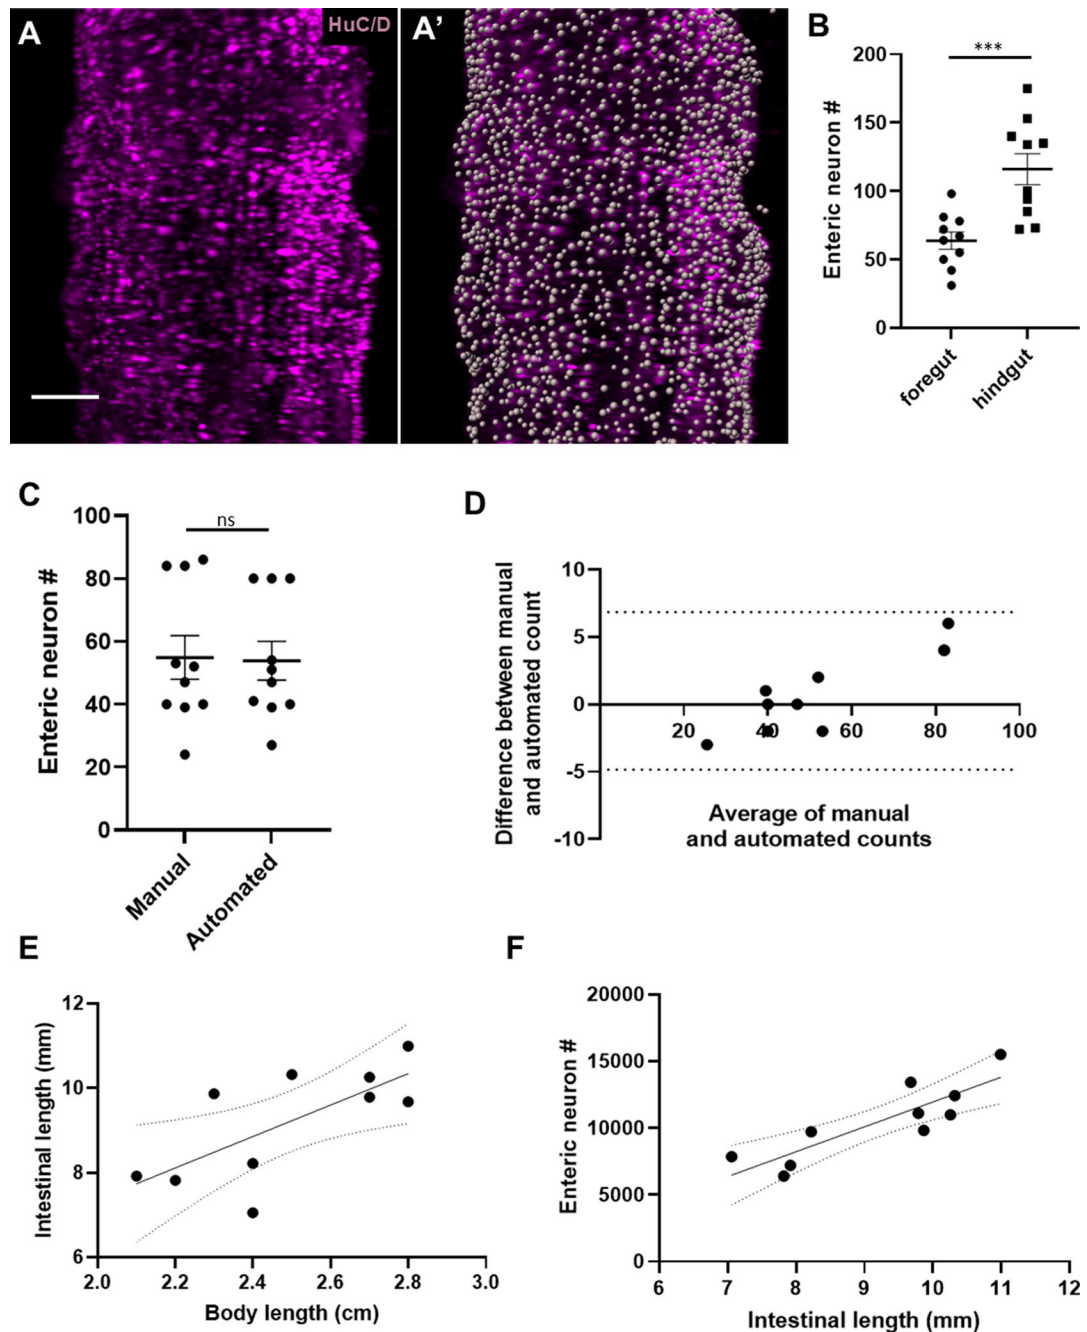 A
HuC/D
A'
B
Enteric neuron #
200
150
100
50
0
***
foregut
hindgut
C
Enteric neuron #
100
80
60
40
20
0
ns
Manual
Automated
D
Difference between manual
and automated count
10
5
0
-5
-10
20
40
60
80
100
Average of manual
and automated counts
E
Intestinal length (mm)
12
10
8
6
2.0
2.2
2.4
2.6
2.8
3.0
Body length (cm)
F
Enteric neuron #
20000
15000
10000
5000
0
6
7
8
9
10
11
12
Intestinal length (mm)